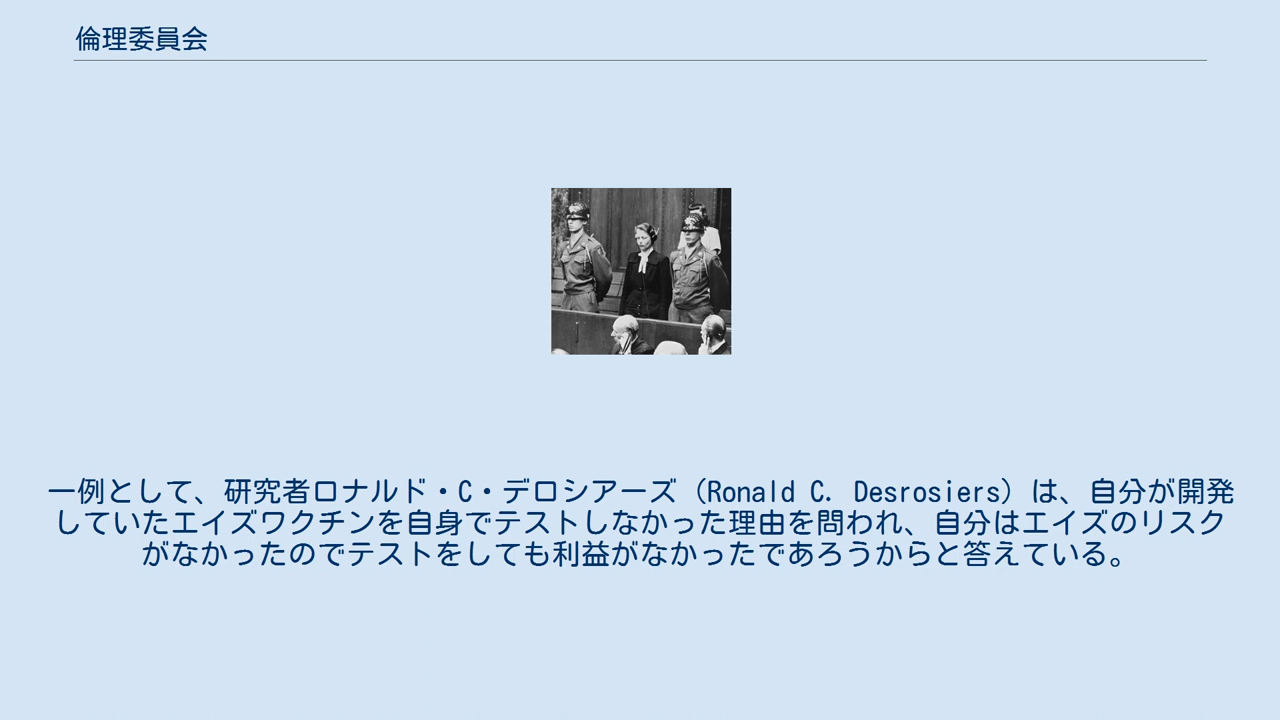 倫理委員会
一例として、研究者ロナルド・C・デロシアーズ（Ronald C. Desrosiers）は、自分が開発
していたエイズワクチンを自身でテストしなかった理由を問われ、自分はエイズのリスク
がなかったのでテストをしても利益がなかったであろうからと答えている。